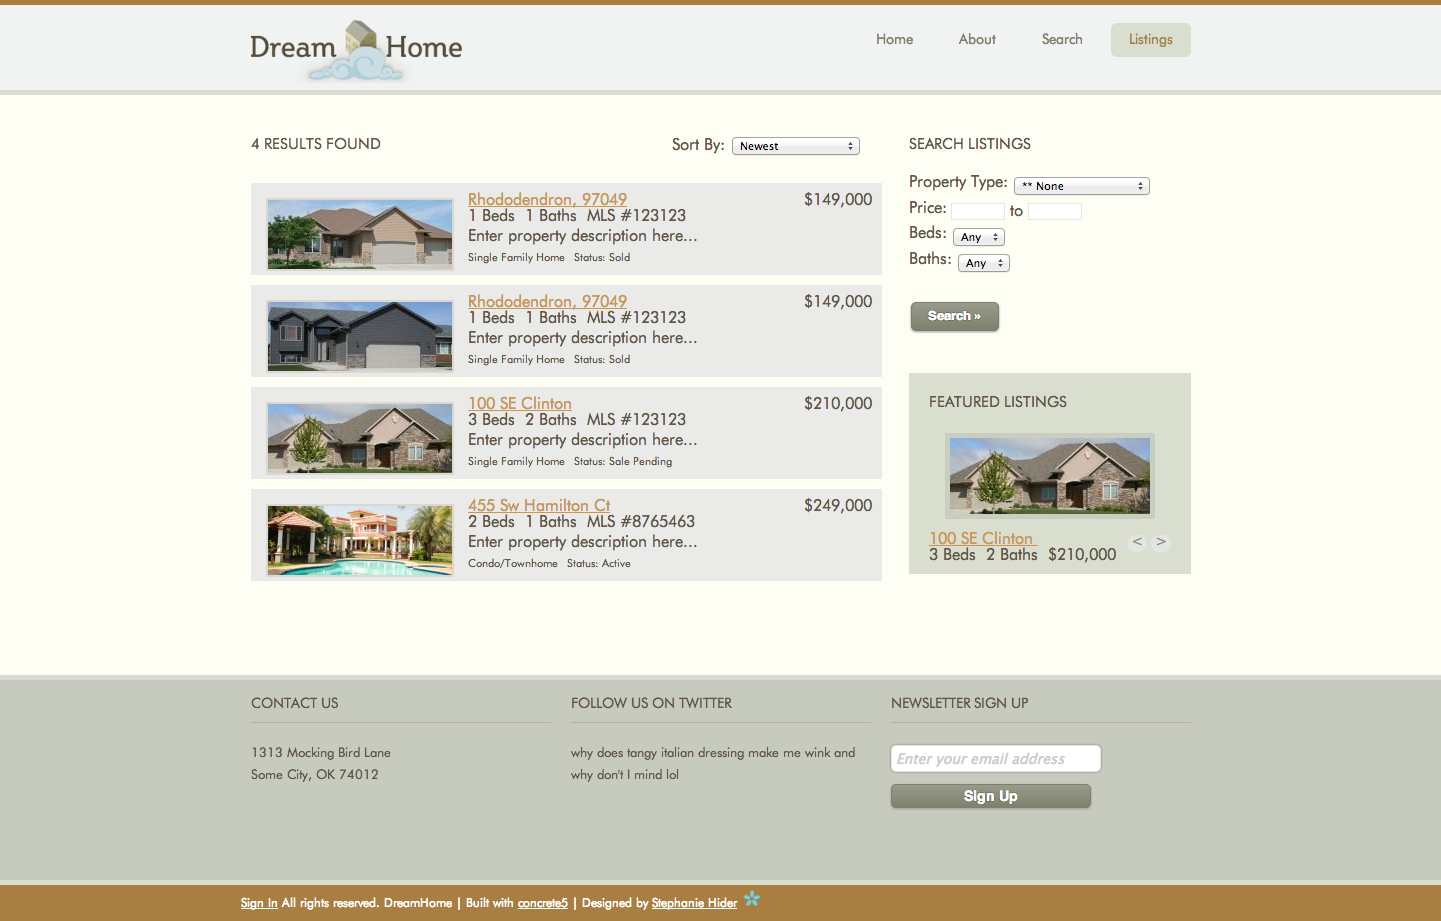 Dream Home
Home About Search Listings
4 RESULTS FOUND
Sort By: Newest
Rhododendron, 97049
$149,000
1 Beds 1 Baths MLS #123123
Enter property description here...
Single Family Home Status: Sold
Rhododendron, 97049
$149,000
1 Beds 1 Baths MLS #123123
Enter property description here...
Single Family Home Status: Sold
100 SE Clinton
$210,000
3 Beds 2 Baths MLS #123123
Enter property description here...
Single Family Home Status: Sale Pending
455 Sw Hamilton Ct
$249,000
2 Beds 1 Baths MLS #8765463
Enter property description here...
Condo/Townhome Status: Active
SEARCH LISTINGS
Property Type: ** None
Price: to
Beds: Any
Baths: Any
Search »
FEATURED LISTINGS
100 SE Clinton
< >
3 Beds 2 Baths $210,000
CONTACT US
1313 Mocking Bird Lane
Some City, OK 74012
FOLLOW US ON TWITTER
why does tangy italian dressing make me wink and
why don't I mind lol
NEWSLETTER SIGN UP
Enter your email address
Sign Up
Sign In All rights reserved. DreamHome | Built with concrete5 | Designed by Stephanie Hider